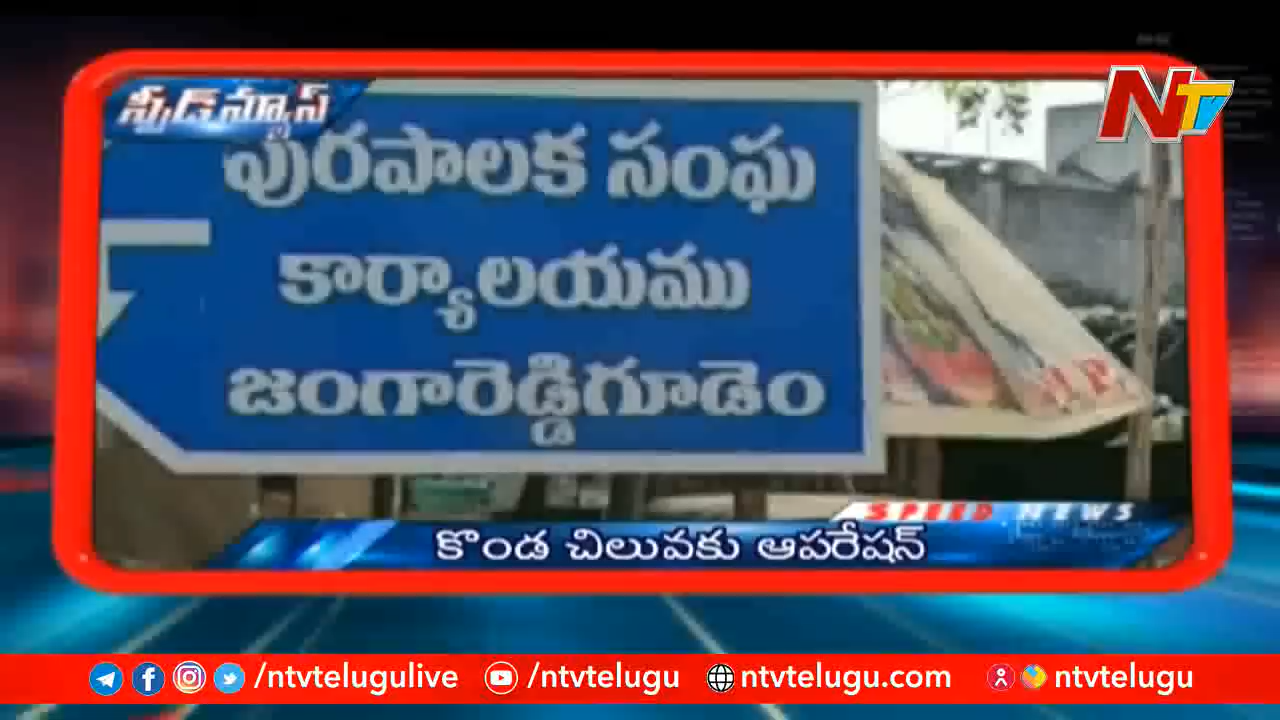 స్పీడ్ న్యూస్
NTV
పురపాలక సంఘ
కార్యాలయము
జంగారెడ్డిగూడెం
SPEED NEWS
కొండ చిలువకు ఆపరేషన్
/ntvtelugulive
/ntvtelugu
ntvtelugu.com
ntvtelugu